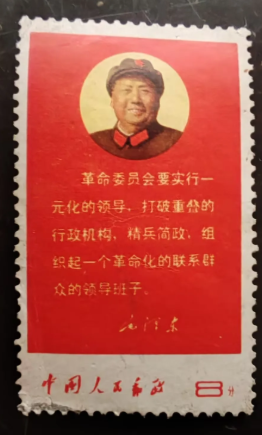 革命委员会要实行一
元化的领导，打破重叠的
行政机构，精兵简政，组
织起一个革命化的联系群
众的领导班子。
毛泽东
中国人民邮政 8分